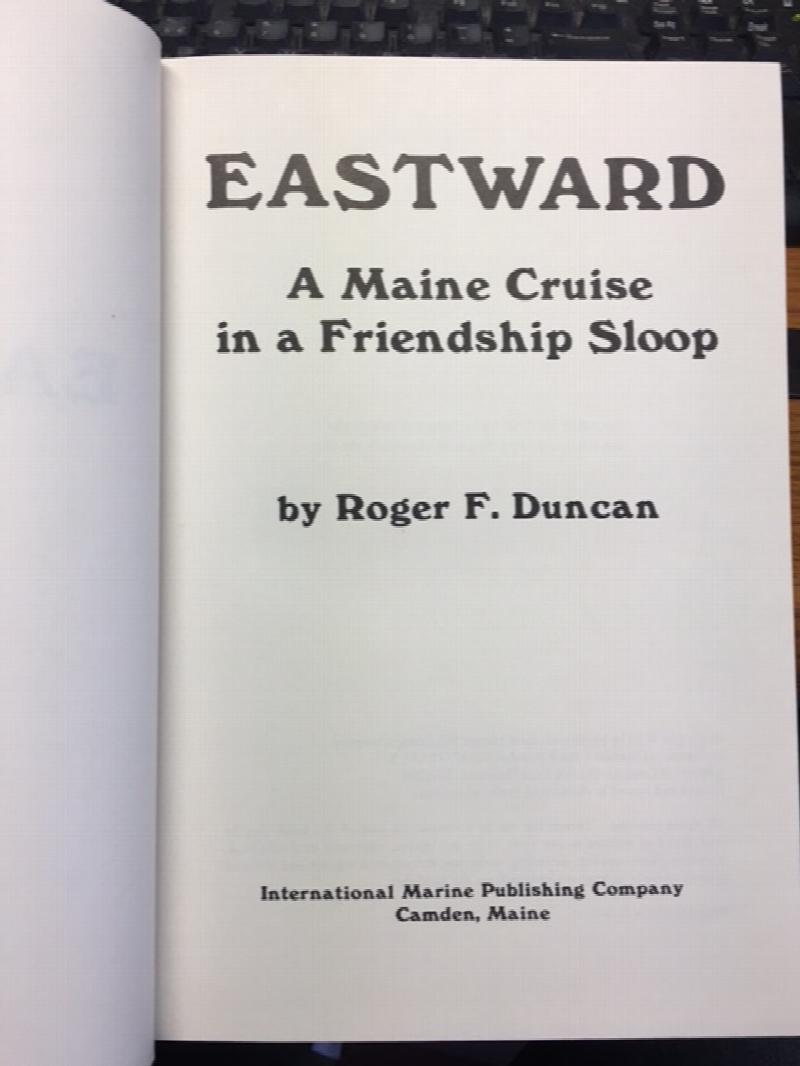 EASTWARD
A Maine Cruise
in a Friendship Sloop
by Roger F. Duncan
International Marine Publishing Company
Camden, Maine